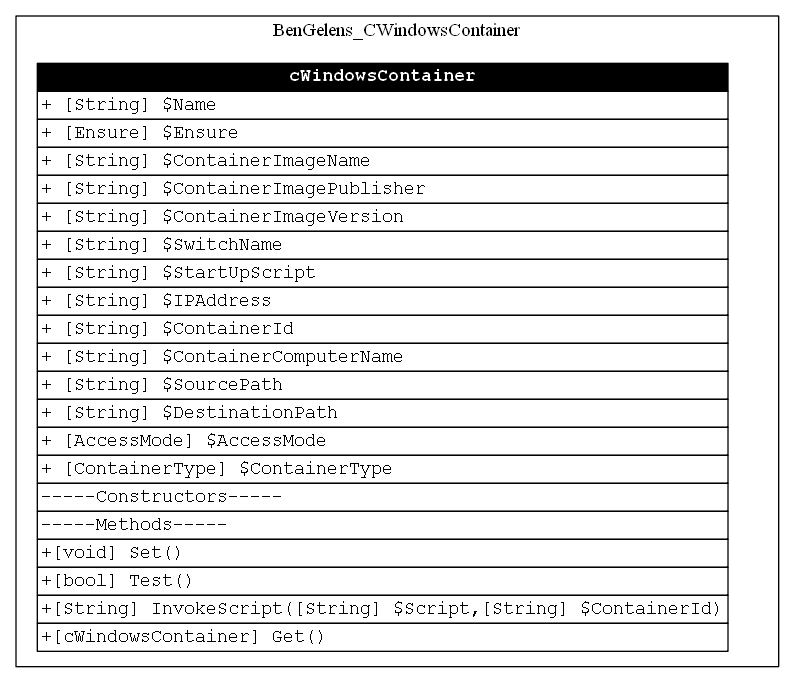 BenGelens_CWindowsContainer
cWindowsContainer
+ [String] $Name
+ [Ensure] $Ensure
+ [String] $ContainerImageName
+ [String] $ContainerImagePublisher
+ [String] $ContainerImageVersion
+ [String] $SwitchName
+ [String] $StartUpScript
+ [String] $IPAddress
+ [String] $ContainerId
+ [String] $ContainerComputerName
+ [String] $SourcePath
+ [String] $DestinationPath
+ [AccessMode] $AccessMode
+ [ContainerType] $ContainerType
-----Constructors-----
-----Methods-----
+[void] Set()
+[bool] Test()
+[String] InvokeScript([String] $Script,[String] $ContainerId)
+[cWindowsContainer] Get()